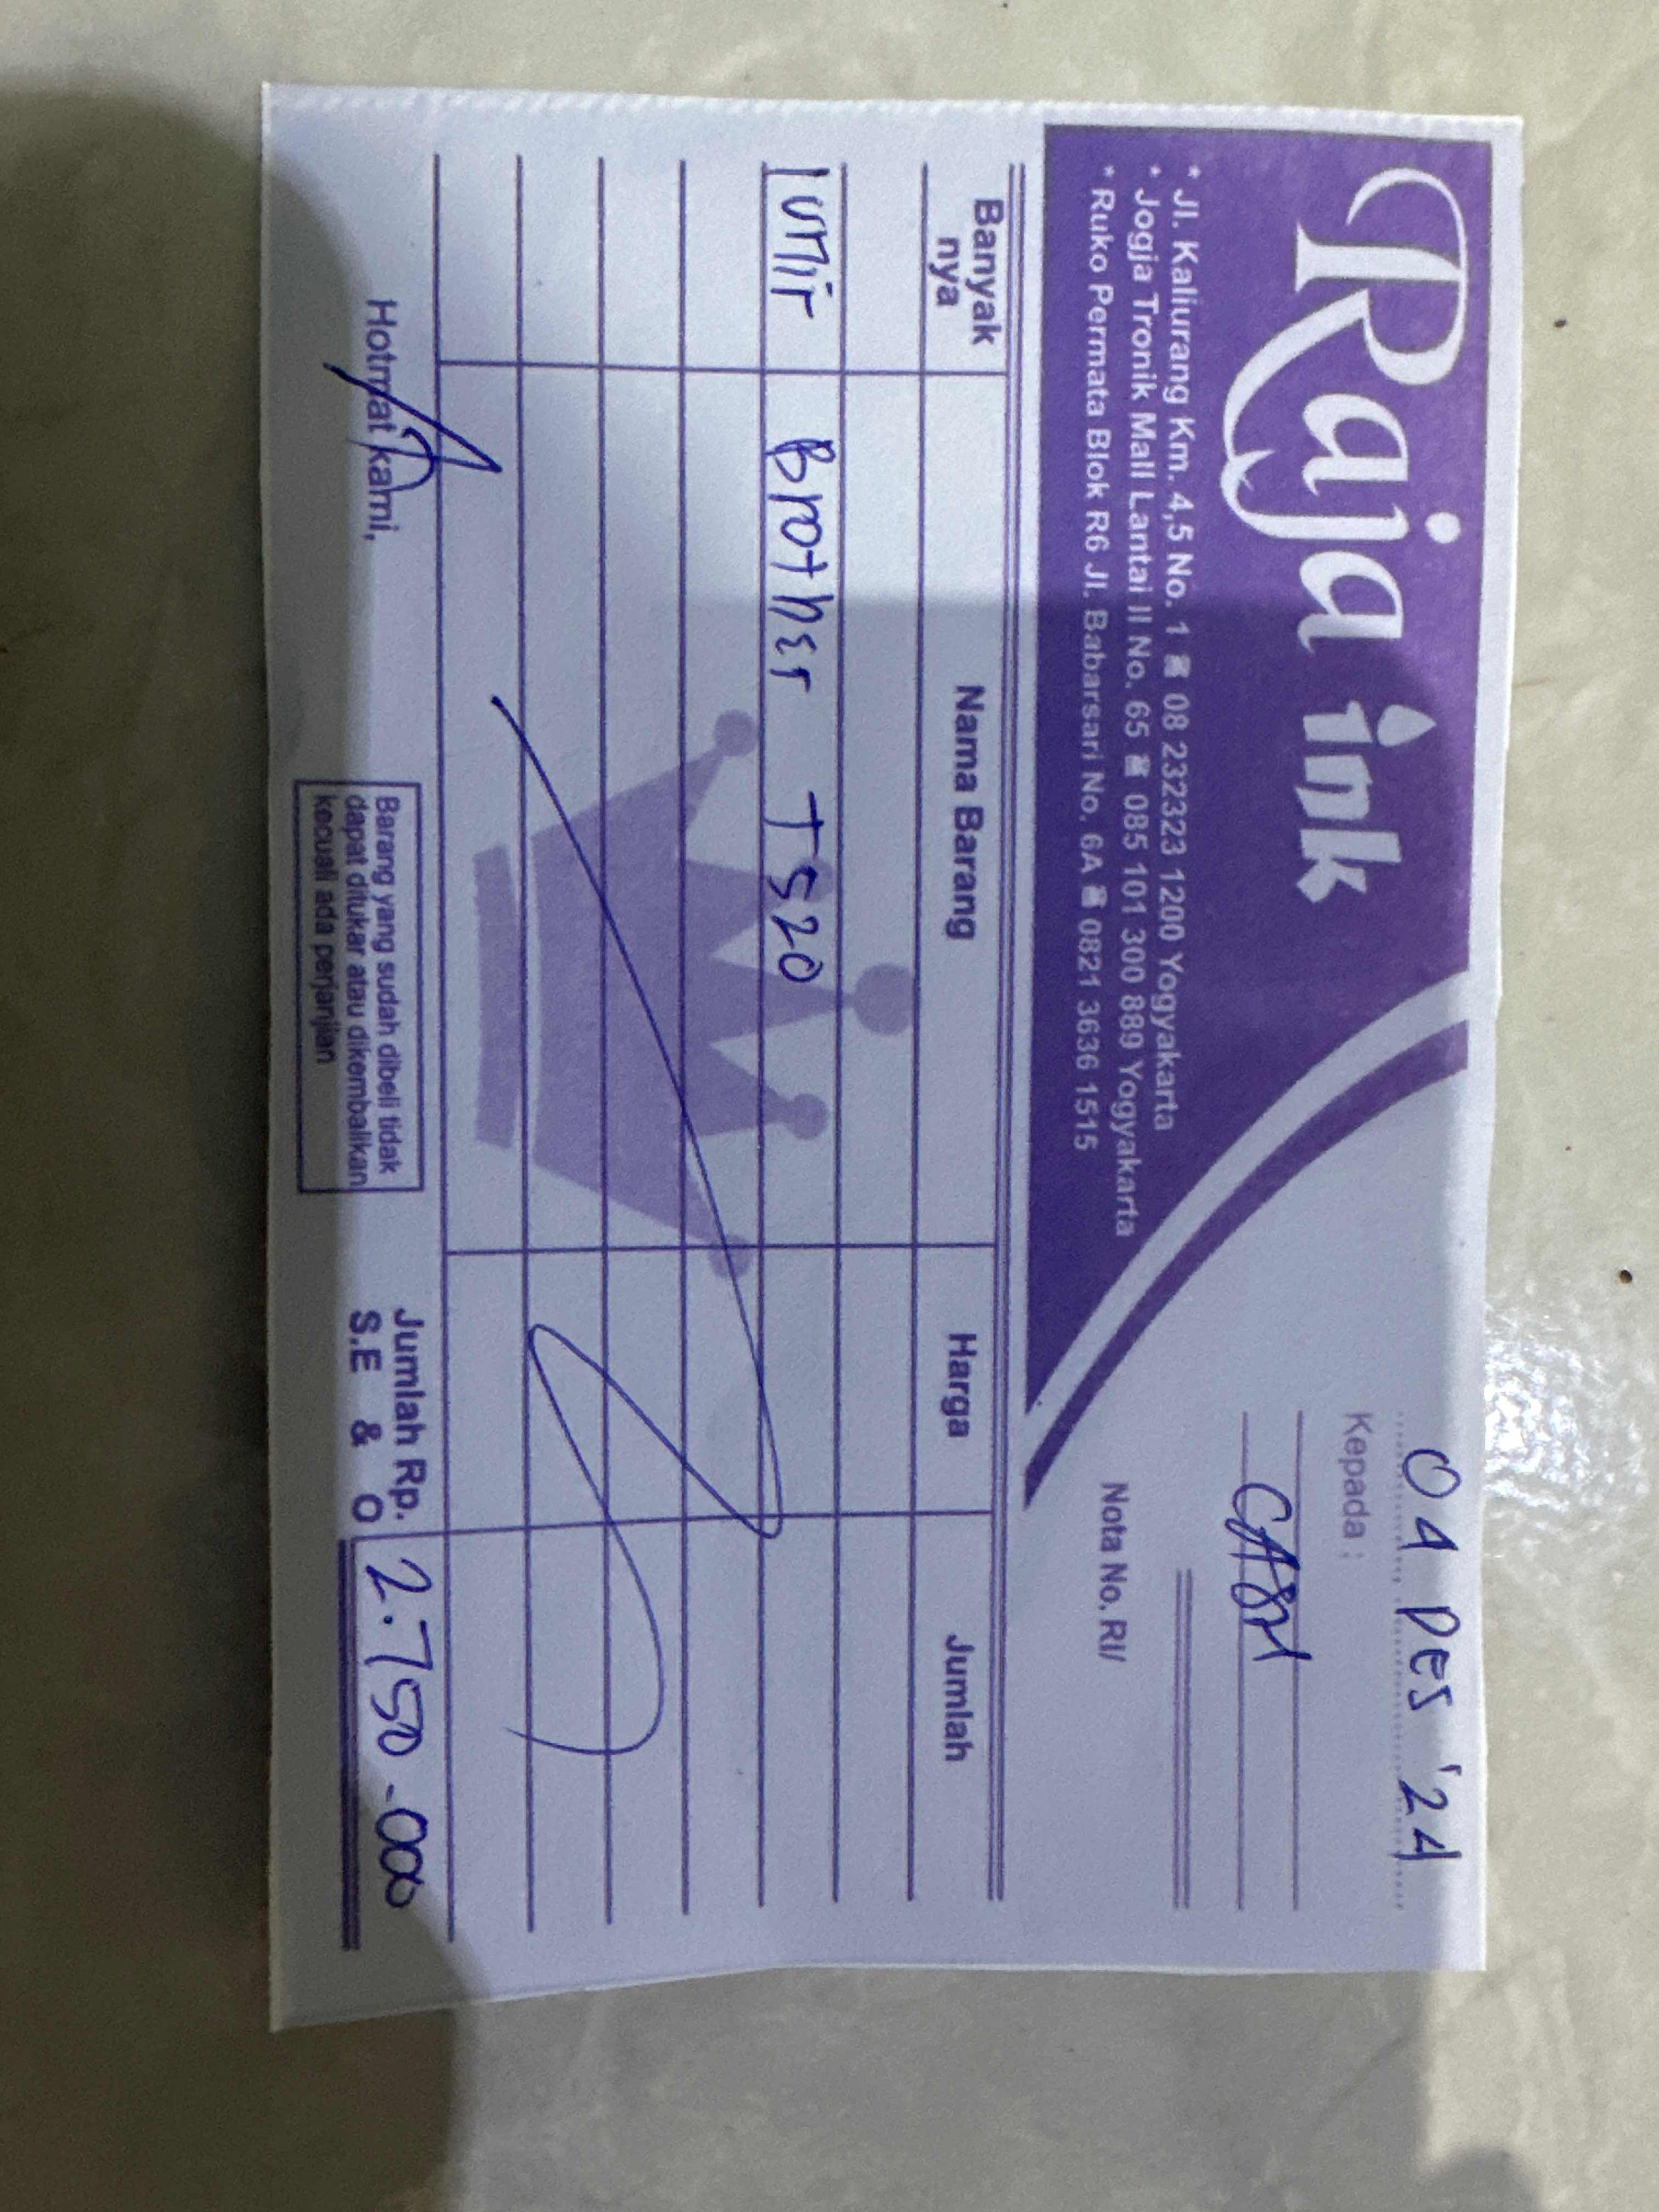 Raja ink
* Jl. Kaliurang Km. 4,5 No. 1 ☎ 08 232323 1200 Yogyakarta
* Jogja Tronik Mall Lantai II No. 65 ☎ 085 101 300 889 Yogyakarta
* Ruko Permata Blok R6 Jl. Babarsari No. 6A ☎ 0821 3636 1515
04 Des '24
Kepada :
CASH
Nota No. RI/
Banyak nya Nama Barang Harga Jumlah
1 unit Brother T520
Hotmat kami,
Barang yang sudah dibeli tidak
dapat ditukar atau dikembalikan
kecuali ada perjanjian
Jumlah Rp. 2.750.000
S.E & O